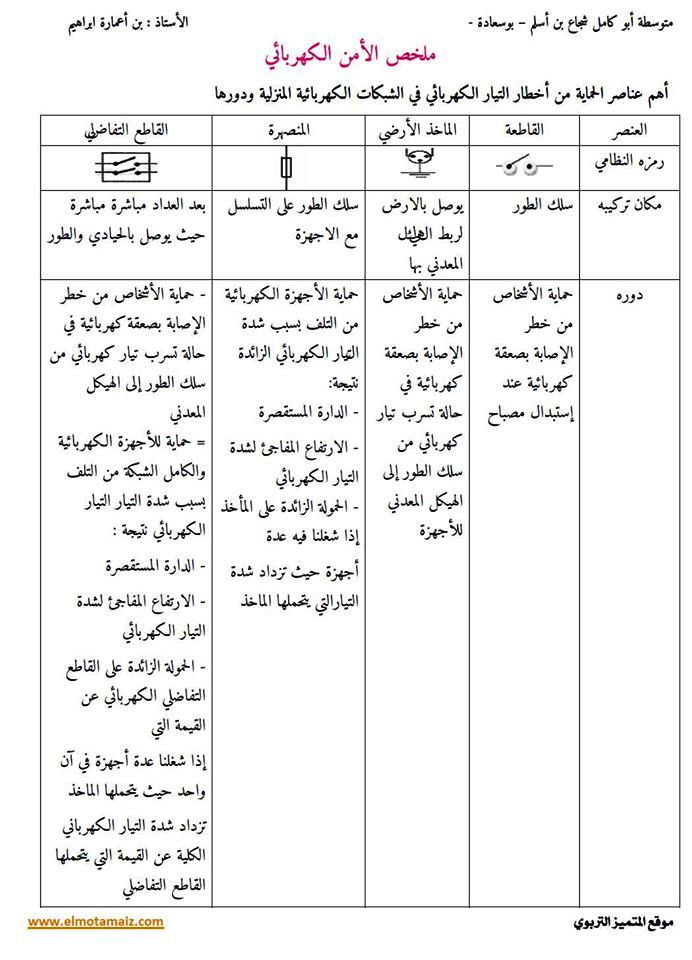 متوسطة أبو كامل شجاع بن أسلم – بوسعادة -
الأستاذ : بن أعمارة ابراهيم
ملخص الأمن الكهربائي
أهم عناصر الحماية من أخطار التيار الكهربائي في الشبكات الكهربائية المنزلية ودورها
العنصر
القاطعة
الماخذ الأرضي
المنصهرة
القاطع التفاضلي
رمزه النظامي
مكان تركيبه
سلك الطور
يوصل بالارض
لربط الهيكل
المعدني بها
سلك الطور على التسلسل
مع الاجهزة
بعد العداد مباشرة مباشرة
حيث يوصل بالحيادي والطور
دوره
حماية الأشخاص
من خطر
الإصابة بصعقة
كهربائية عند
إستبدال مصباح
حماية الأشخاص
من خطر
الإصابة بصعقة
كهربائية في
حالة تسرب تيار
كهربائي من
سلك الطور إلى
الهيكل المعدني
للأجهزة
حماية الأجهزة الكهربائية
من التلف بسبب شدة
التيار الكهربائي الزائدة
نتيجة:
- الدارة المستقصرة
- الارتفاع المفاجئ لشدة
التيار الكهربائي
- الحمولة الزائدة على المأخذ
إذا شغلنا فيه عدة
أجهزة حيث تزداد شدة
التيارالتي يتحملها الماخذ
- حماية الأشخاص من خطر
الإصابة بصعقة كهربائية في
حالة تسرب تيار كهربائي من
سلك الطور إلى الهيكل
المعدني
= حماية للأجهزة الكهربائية
والكامل الشبكة من التلف
بسبب شدة التيار التيار
الكهربائي نتيجة :
- الدارة المستقصرة
- الارتفاع المفاجئ لشدة
التيار الكهربائي
- الحمولة الزائدة على القاطع
التفاضلي الكهربائي عن
القيمة التي
إذا شغلنا عدة أجهزة في آن
واحد حيث يتحملها الماخذ
تزداد شدة التيار الكهرباني
الكلية عن القيمة التي يتحملها
القاطع التفاضلي
موقع المتميز التربوي
www.elmotamaiz.com